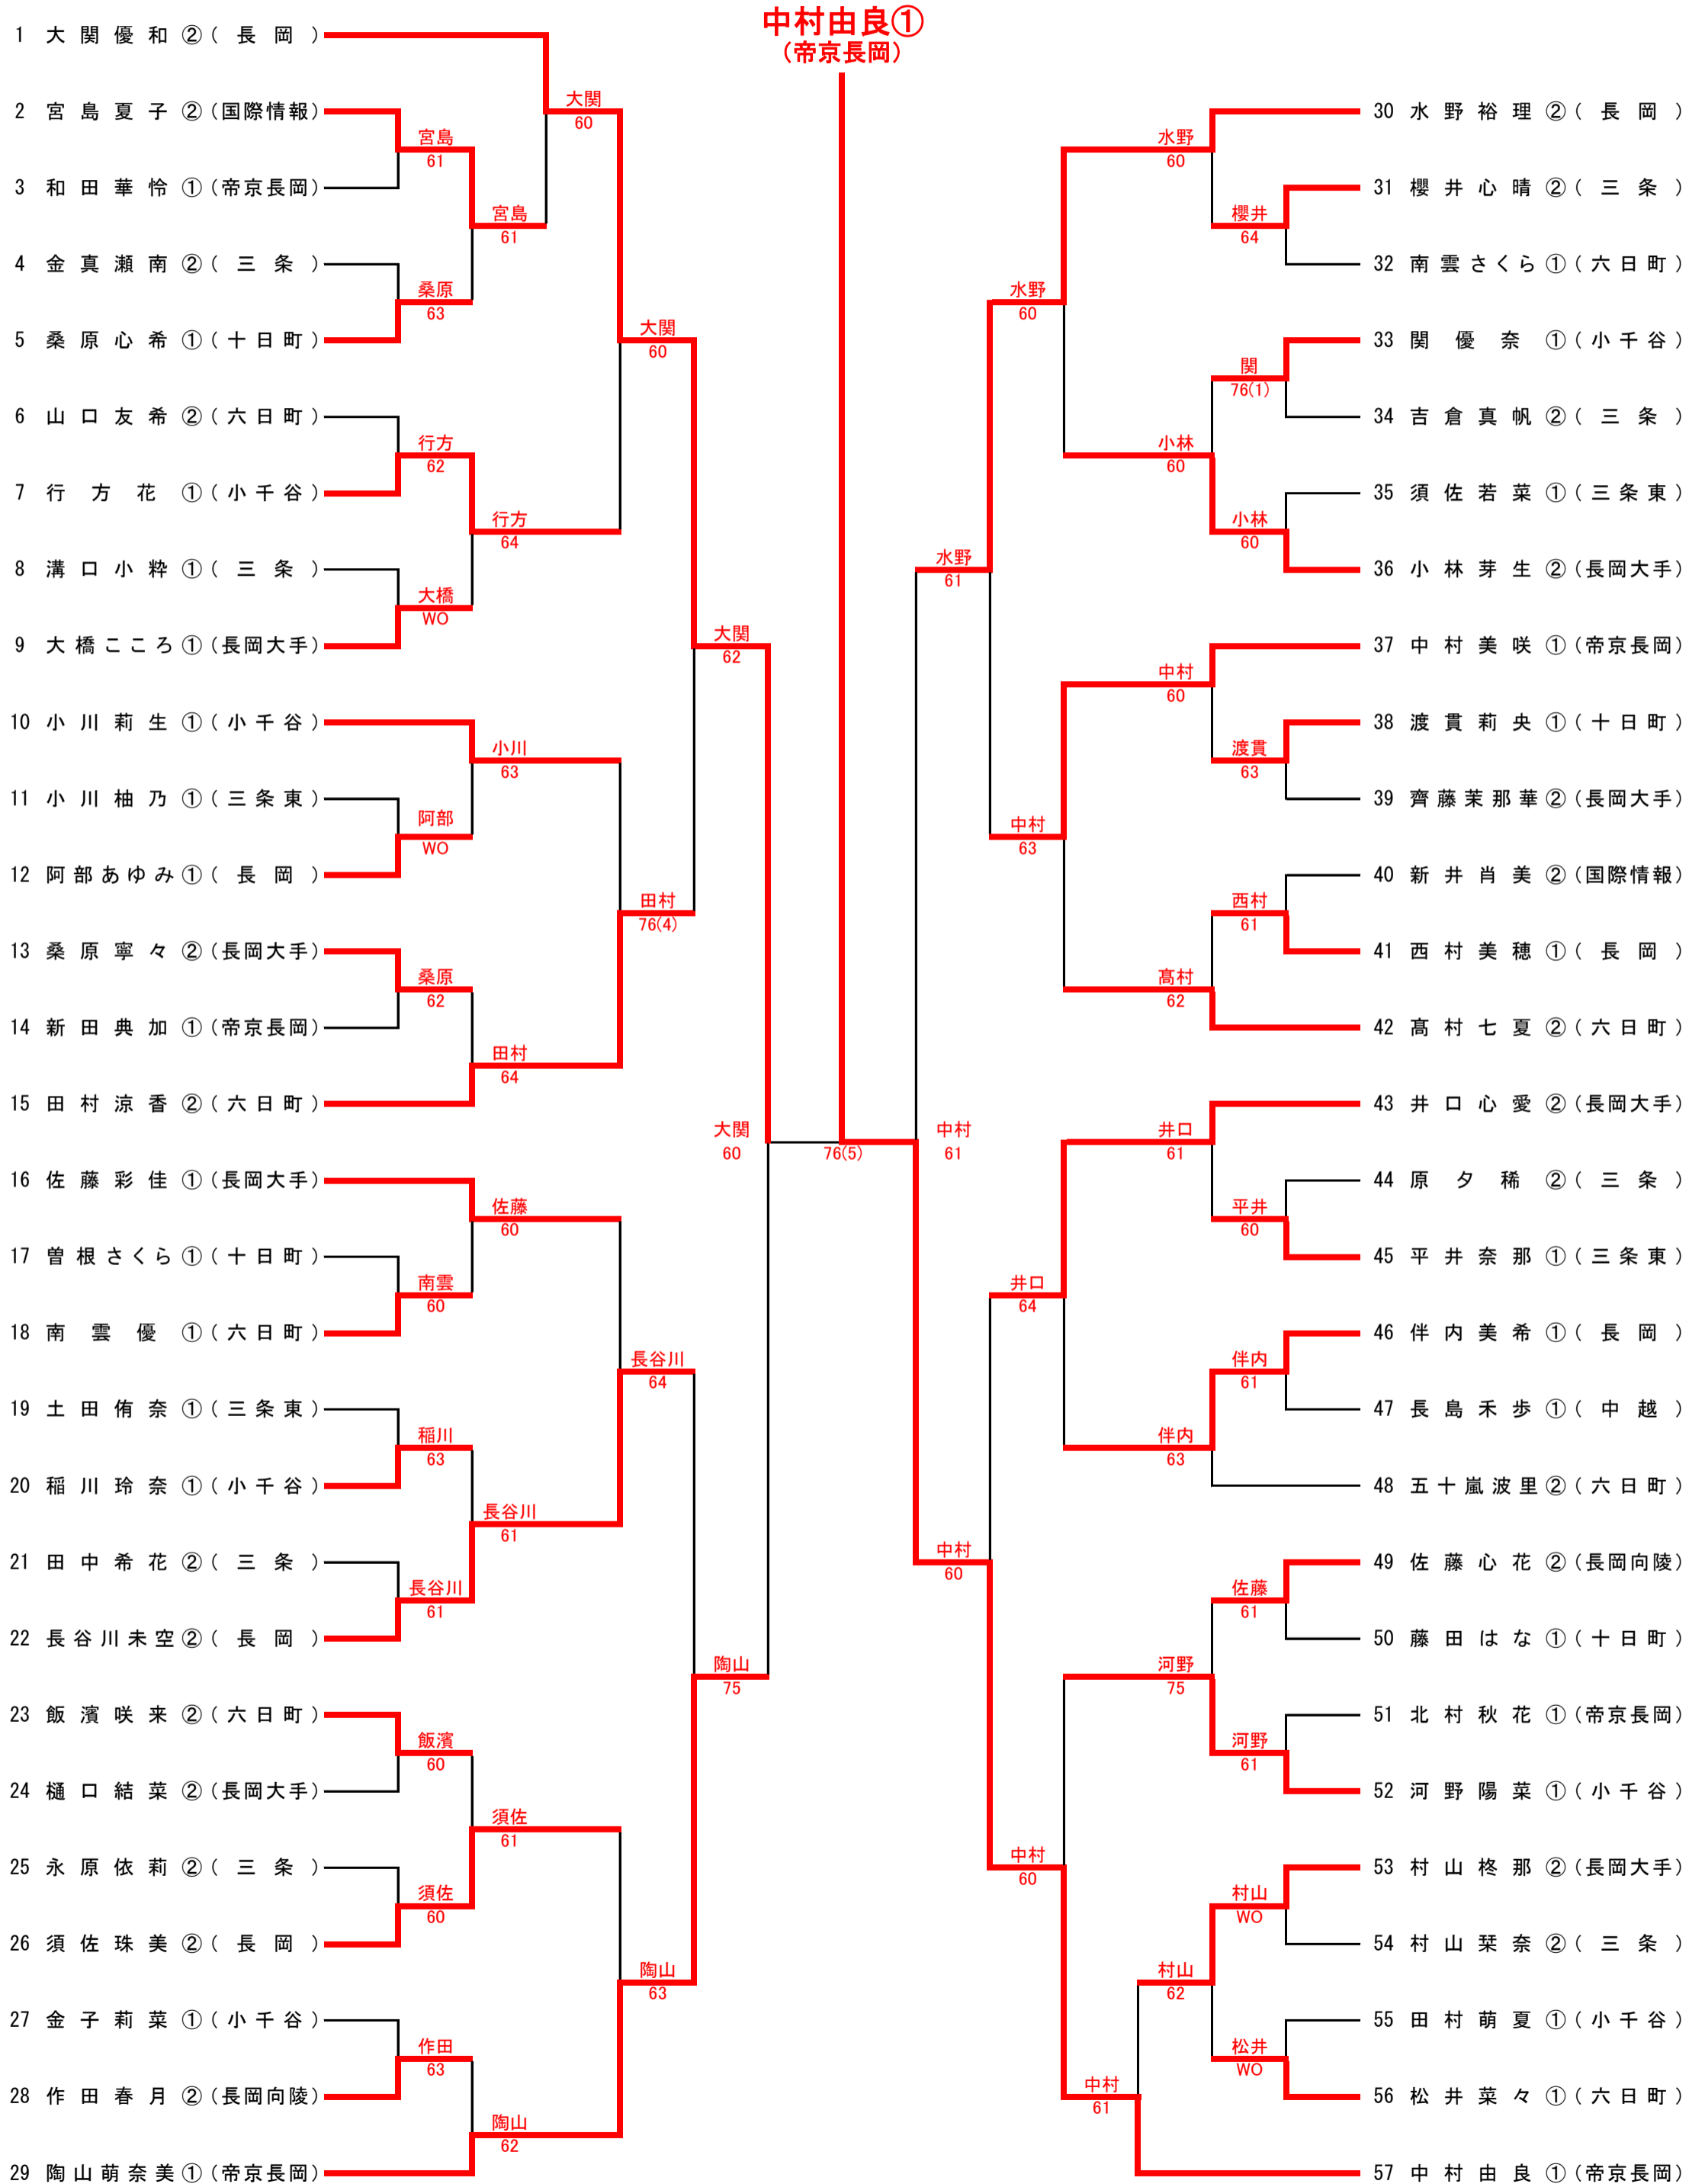 中村由良①
(帝京長岡)
1 大関優和②(長岡)
2 宮島夏子②(国際情報)
3 和田華怜①(帝京長岡)
4 金真瀬南②(三条)
5 桑原心希①(十日町)
6 山口友希②(六日町)
7 行方花①(小千谷)
8 溝口小粋①(三条)
9 大橋こころ①(長岡大手)
10 小川莉生①(小千谷)
11 小川柚乃①(三条東)
12 阿部あゆみ①(長岡)
13 桑原寧々②(長岡大手)
14 新田典加①(帝京長岡)
15 田村涼香②(六日町)
16 佐藤彩佳①(長岡大手)
17 曽根さくら①(十日町)
18 南雲優①(六日町)
19 土田侑奈①(三条東)
20 稲川玲奈①(小千谷)
21 田中希花②(三条)
22 長谷川未空②(長岡)
23 飯濱咲来②(六日町)
24 樋口結菜②(長岡大手)
25 永原依莉②(三条)
26 須佐珠美②(長岡)
27 金子莉菜①(小千谷)
28 作田春月②(長岡向陵)
29 陶山萌奈美①(帝京長岡)
宮島
61
桑原
63
行方
62
大橋
WO
阿部
WO
桑原
62
南雲
60
稲川
63
長谷川
61
飯濱
60
須佐
60
作田
63
宮島
61
行方
64
小川
63
田村
64
佐藤
60
長谷川
61
須佐
61
陶山
62
大関
60
大関
60
田村
76(4)
長谷川
64
陶山
63
大関
62
陶山
75
大関
60
76(5)
中村
61
水野
61
中村
60
水野
60
中村
63
井口
64
中村
60
水野
60
小林
60
中村
60
髙村
62
井口
61
伴内
63
河野
75
村山
62
中村
61
櫻井
64
関
76(1)
小林
60
渡貫
63
西村
61
平井
60
伴内
61
佐藤
61
河野
61
村山
WO
松井
WO
30 水野裕理②(長岡)
31 櫻井心晴②(三条)
32 南雲さくら①(六日町)
33 関優奈①(小千谷)
34 吉倉真帆②(三条)
35 須佐若菜①(三条東)
36 小林芽生②(長岡大手)
37 中村美咲①(帝京長岡)
38 渡貫莉央①(十日町)
39 齊藤茉那華②(長岡大手)
40 新井肖美②(国際情報)
41 西村美穂①(長岡)
42 髙村七夏②(六日町)
43 井口心愛②(長岡大手)
44 原夕稀②(三条)
45 平井奈那①(三条東)
46 伴内美希①(長岡)
47 長島禾歩①(中越)
48 五十嵐波里②(六日町)
49 佐藤心花②(長岡向陵)
50 藤田はな①(十日町)
51 北村秋花①(帝京長岡)
52 河野陽菜①(小千谷)
53 村山柊那②(長岡大手)
54 村山栞奈②(三条)
55 田村萌夏①(小千谷)
56 松井菜々①(六日町)
57 中村由良①(帝京長岡)